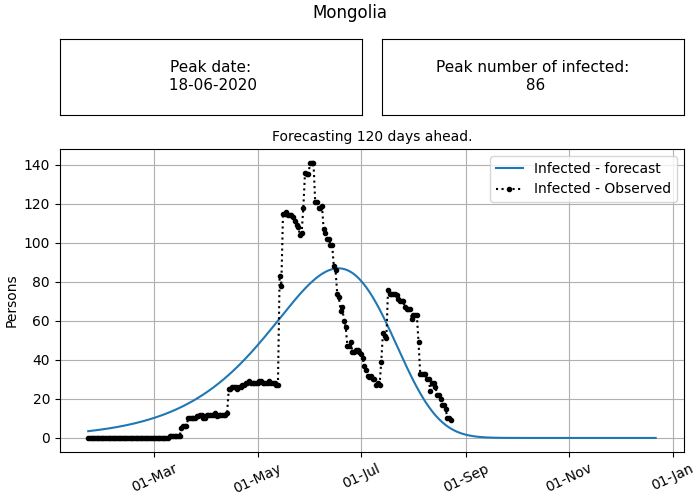 Mongolia
Peak date:
18-06-2020
Peak number of infected:
86
Forecasting 120 days ahead.
Infected - forecast
Infected - Observed
Persons
140
120
100
80
60
40
20
0
01-Mar
01-May
01-Jul
01-Sep
01-Nov
01-Jan